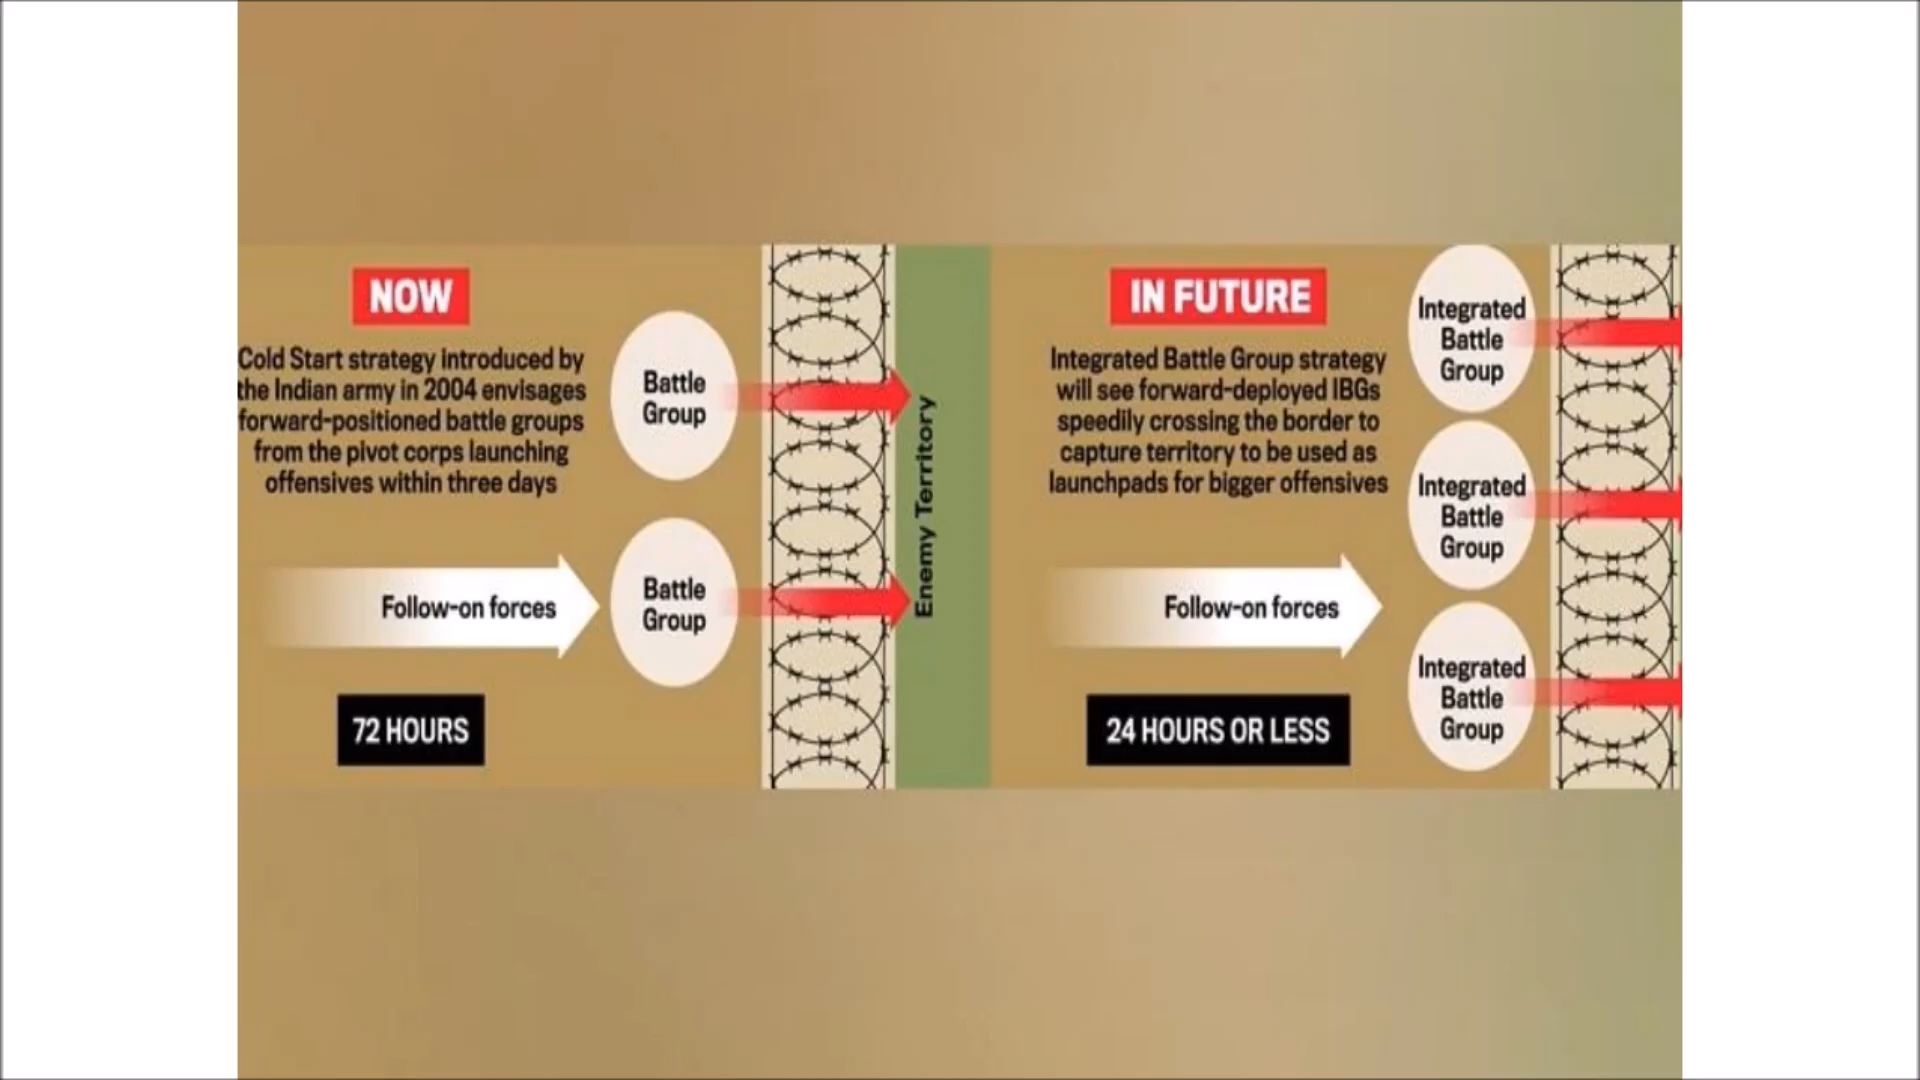 NOW
Cold Start strategy introduced by
the Indian army in 2004 envisages
forward-positioned battle groups
from the pivot corps launching
offensives within three days
Follow-on forces
72 HOURS
Battle
Group
Battle
Group
Enemy Territory
IN FUTURE
Integrated Battle Group strategy
will see forward-deployed IBGs
speedily crossing the border to
capture territory to be used as
launchpads for bigger offensives
Follow-on forces
24 HOURS OR LESS
Integrated
Battle
Group
Integrated
Battle
Group
Integrated
Battle
Group